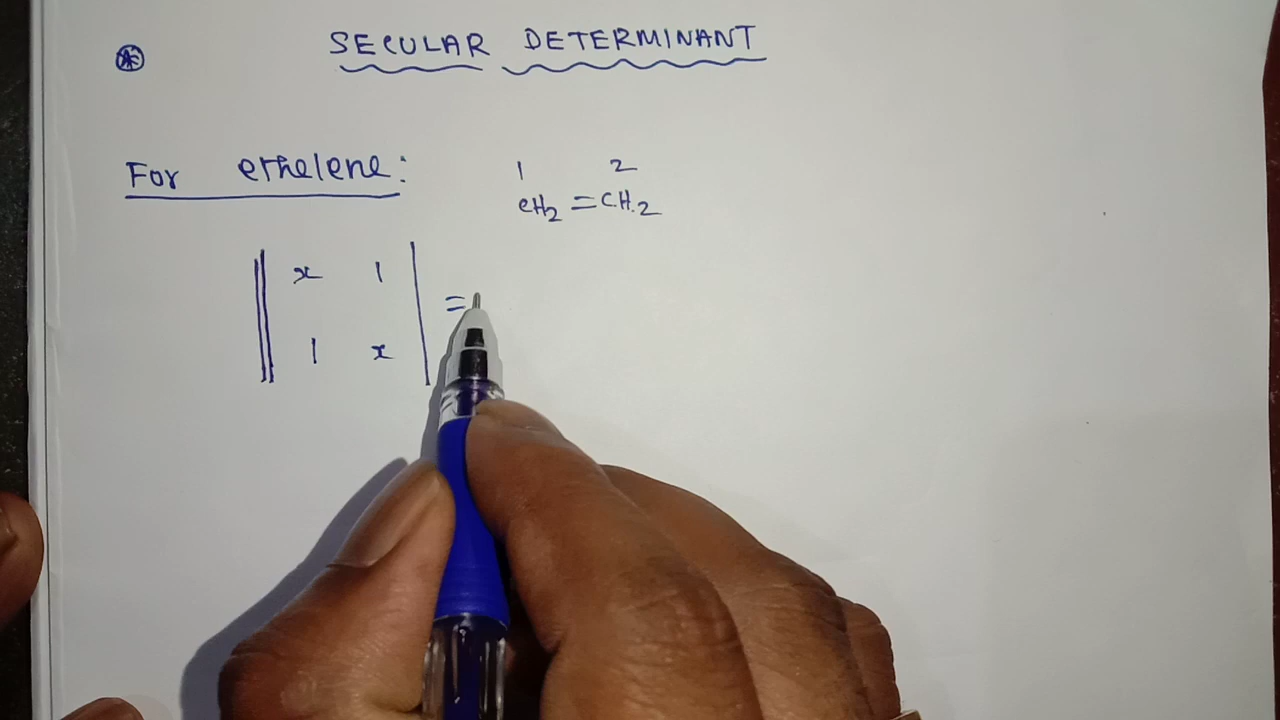 SECULAR DETERMINANT
For ethelene:
1 2
CH2 = CH2
x 1
=
1 x